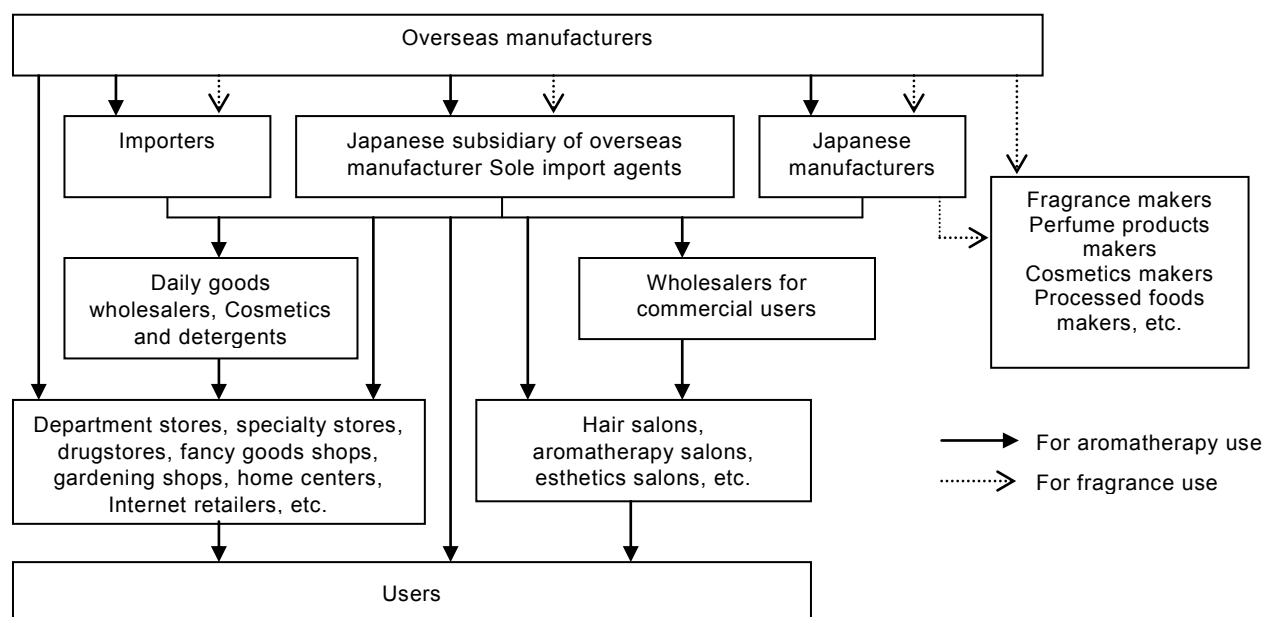 Overseas manufacturers
Importers
Japanese subsidiary of overseas
manufacturer Sole import agents
Japanese
manufacturers
Fragrance makers
Perfume products
makers
Cosmetics makers
Processed foods
makers, etc.
Daily goods
wholesalers, Cosmetics
and detergents
Wholesalers for
commercial users
Department stores, specialty stores,
drugstores, fancy goods shops,
gardening shops, home centers,
Internet retailers, etc.
Hair salons,
aromatherapy salons,
esthetics salons, etc.
For aromatherapy use
For fragrance use
Users